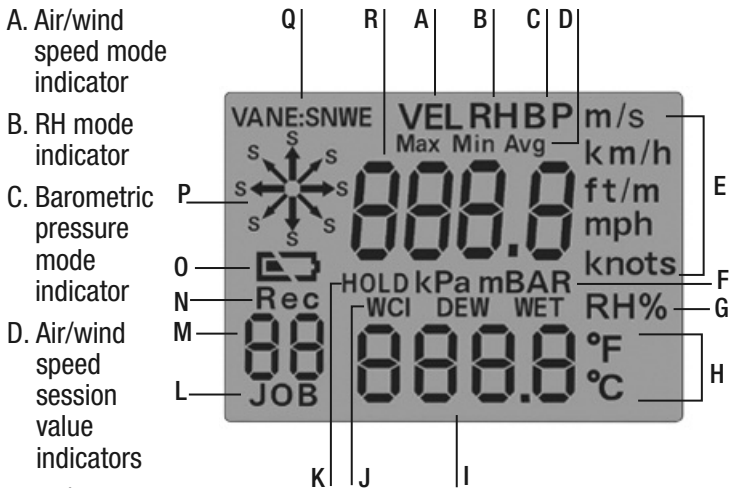 A. Air/wind
speed mode
indicator
B. RH mode
indicator
C. Barometric
pressure
mode
indicator
D. Air/wind
speed
session
value
indicators
Q R A B C D
VANE:SNWE VEL RH BP m/s
Max Min Avg km/h
S S S
P S S ft/m E
S S S mph
888.8
O knots
HOLD kPa mBAR F
N Rec WCI DEW WET RH% G
M 88 888.8 °F
°C H
L JOB
K J I